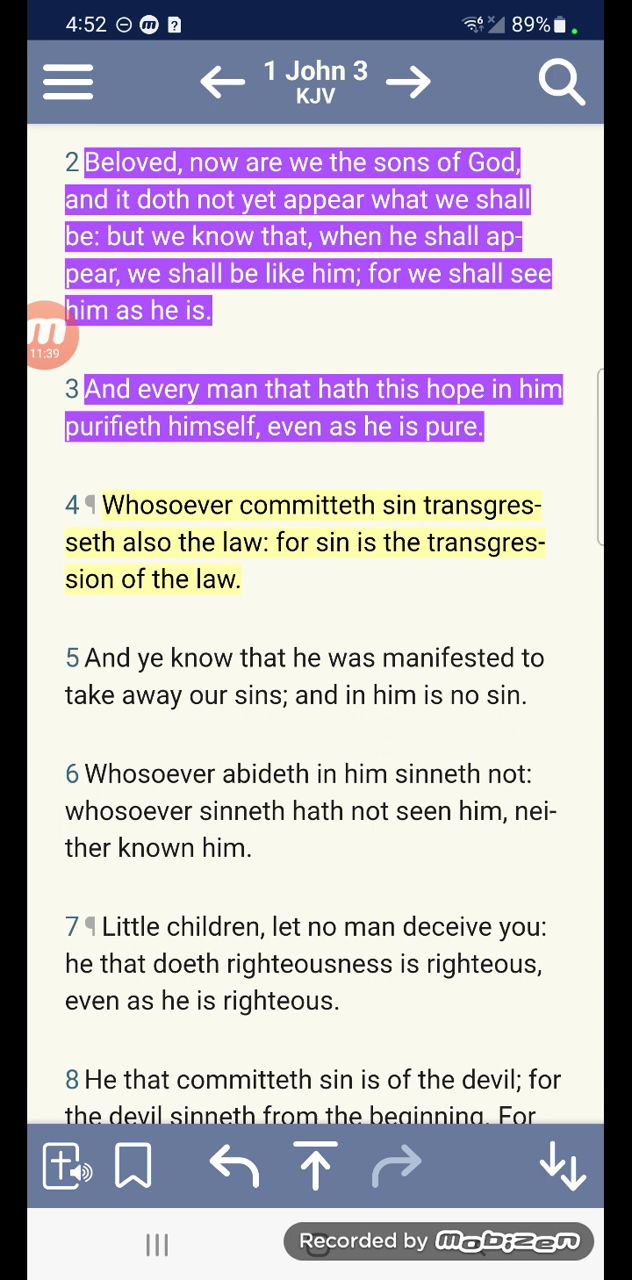 4:52 m ? 6 89%
1 John 3
KJV
2 Beloved, now are we the sons of God,
and it doth not yet appear what we shall
be: but we know that, when he shall ap-
pear, we shall be like him; for we shall see
him as he is.
m
11:39
3 And every man that hath this hope in him
purifieth himself, even as he is pure.
4 ¶ Whosoever committeth sin transgres-
seth also the law: for sin is the transgres-
sion of the law.
5 And ye know that he was manifested to
take away our sins; and in him is no sin.
6 Whosoever abideth in him sinneth not:
whosoever sinneth hath not seen him, nei-
ther known him.
7 ¶ Little children, let no man deceive you:
he that doeth righteousness is righteous,
even as he is righteous.
8 He that committeth sin is of the devil; for
the devil sinneth from the beginning. For
Recorded by mobizen